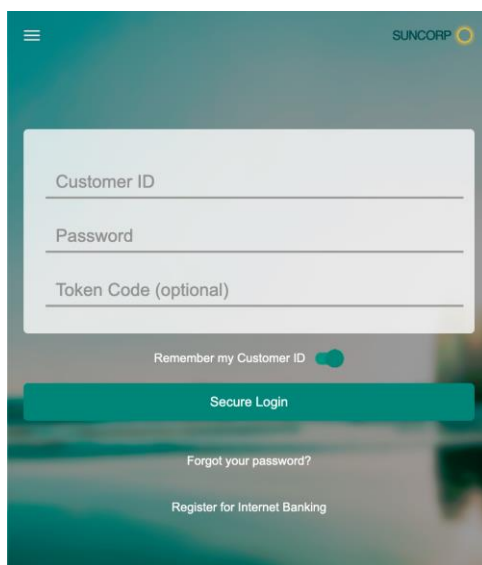 SUNCORP
Customer ID
Password
Token Code (optional)
Remember my Customer ID
Secure Login
Forgot your password?
Register for Internet Banking